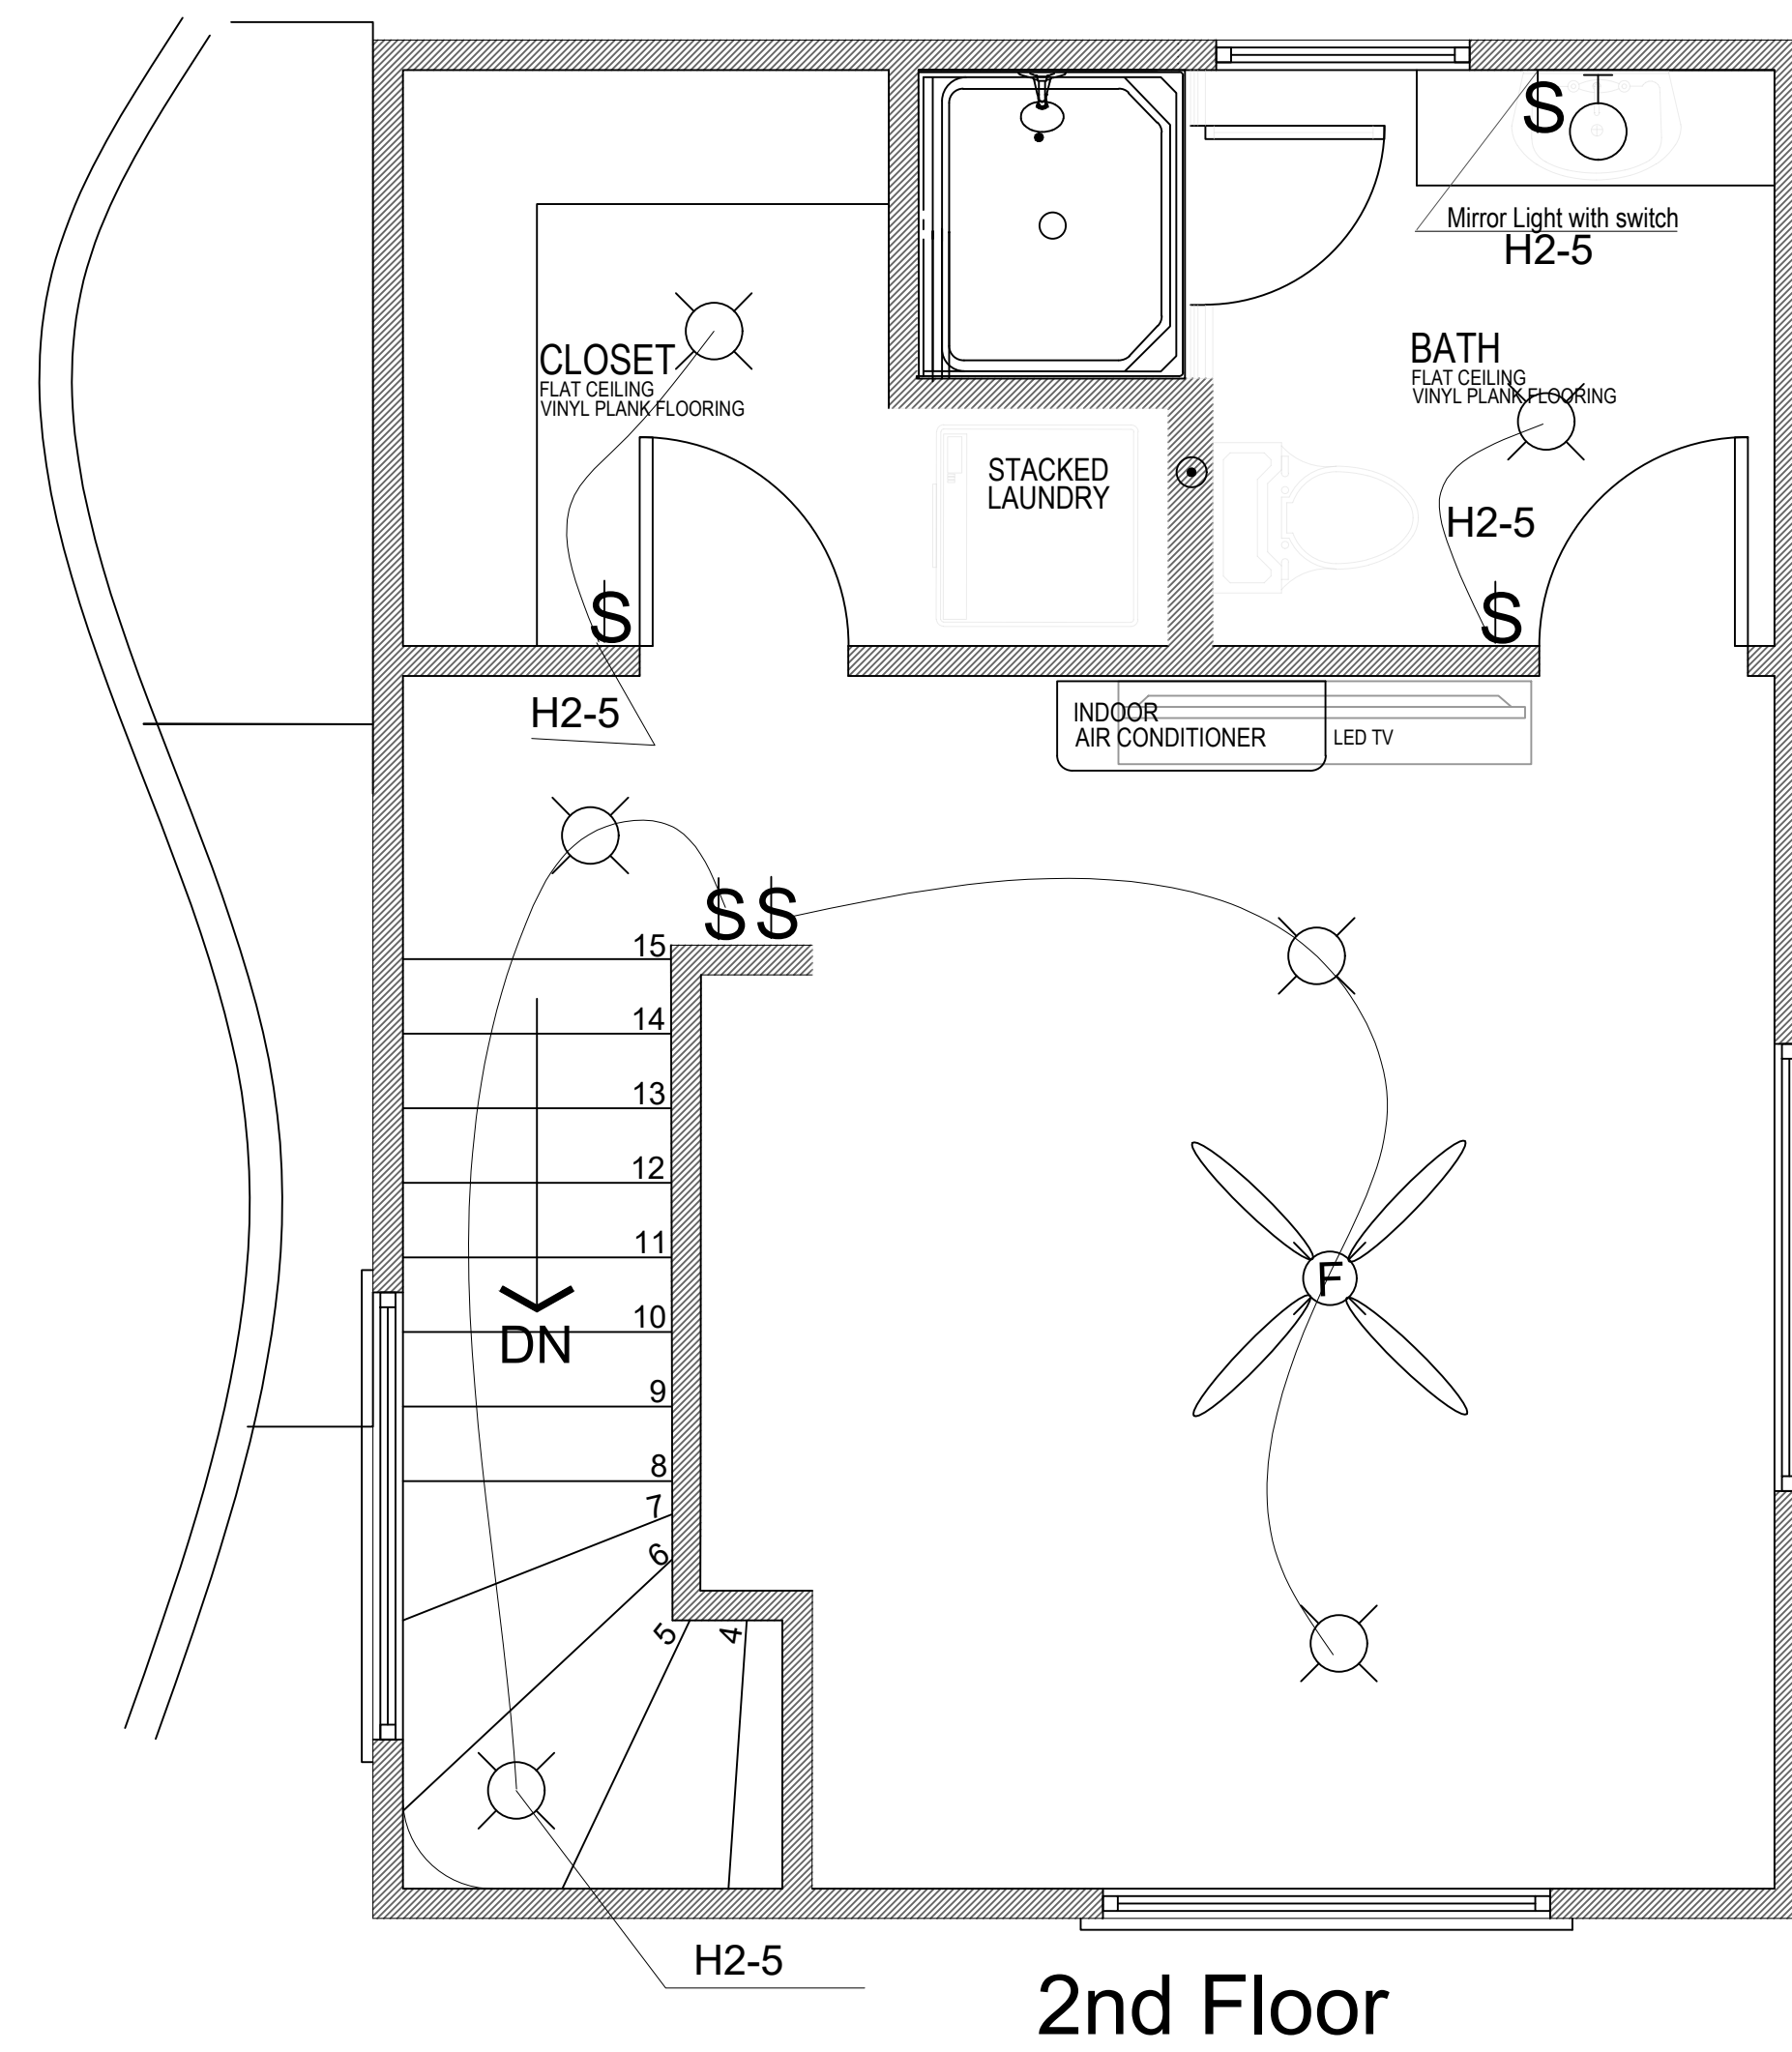 S
Mirror Light with switch
H2-5
CLOSET
FLAT CEILING
VINYL PLANK FLOORING
BATH
FLAT CEILING
VINYL PLANK FLOORING
STACKED
LAUNDRY
H2-5
S
S
H2-5
INDOOR
AIR CONDITIONER
LED TV
S S
15
14
13
12
11
10
DN
9
8
7
6
5
4
F
H2-5
2nd Floor